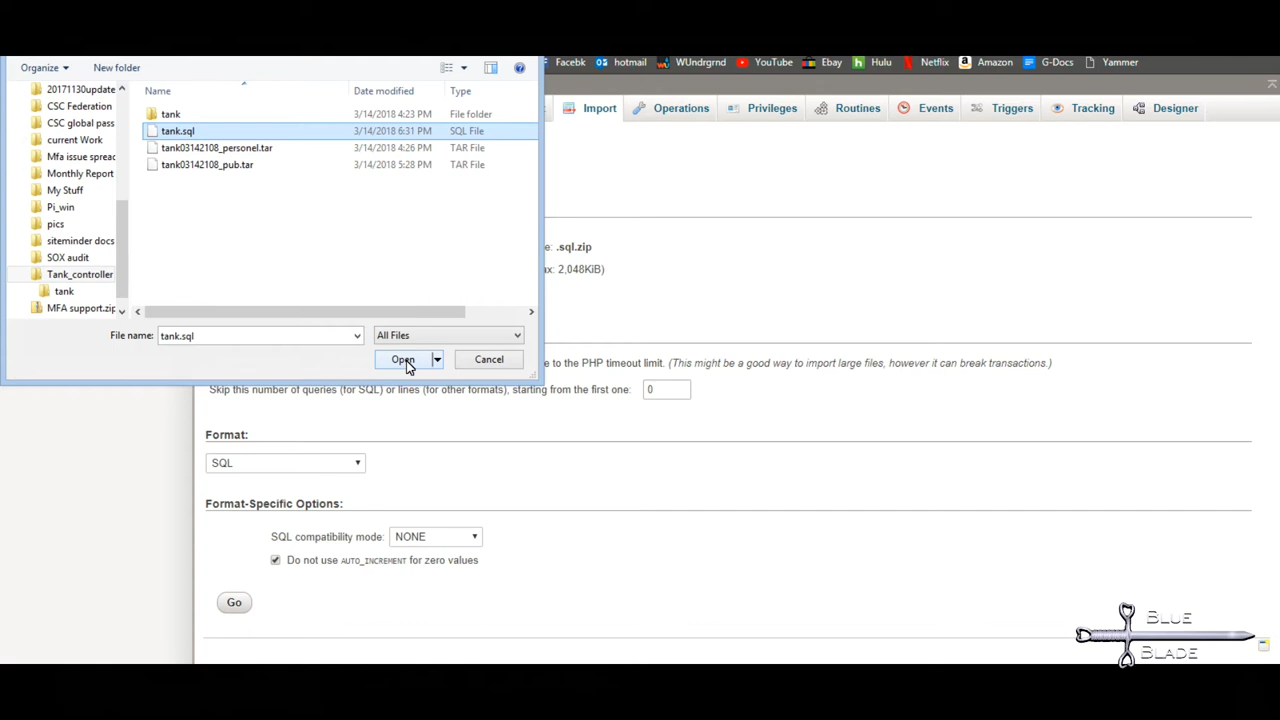 Organize
New folder
Facebk
hotmail
WUndrgrnd
YouTube
Ebay
Hulu
Netflix
Amazon
G-Docs
Yammer
20171130update
CSC Federation
CSC global pass
current Work
Mfa issue spread
Monthly Report
My Stuff
Pi_win
pics
siteminder docs
SOX audit
Tank_controller
tank
MFA support.zip
Name
Date modified
Type
tank 3/14/2018 4:23 PM File folder
tank.sql 3/14/2018 6:31 PM SQL File
tank03142108_personel.tar 3/14/2018 4:26 PM TAR File
tank03142108_pub.tar 3/14/2018 5:28 PM TAR File
File name: tank.sql
All Files
Open
Cancel
Import
Operations
Privileges
Routines
Events
Triggers
Tracking
Designer
e: .sql.zip
ax: 2,048KiB)
e to the PHP timeout limit. (This might be a good way to import large files, however it can break transactions.)
Skip this number of queries (for SQL) or lines (for other formats), starting from the first one: 0
Format:
SQL
Format-Specific Options:
SQL compatibility mode: NONE
Do not use AUTO_INCREMENT for zero values
Go
Blue
Blade